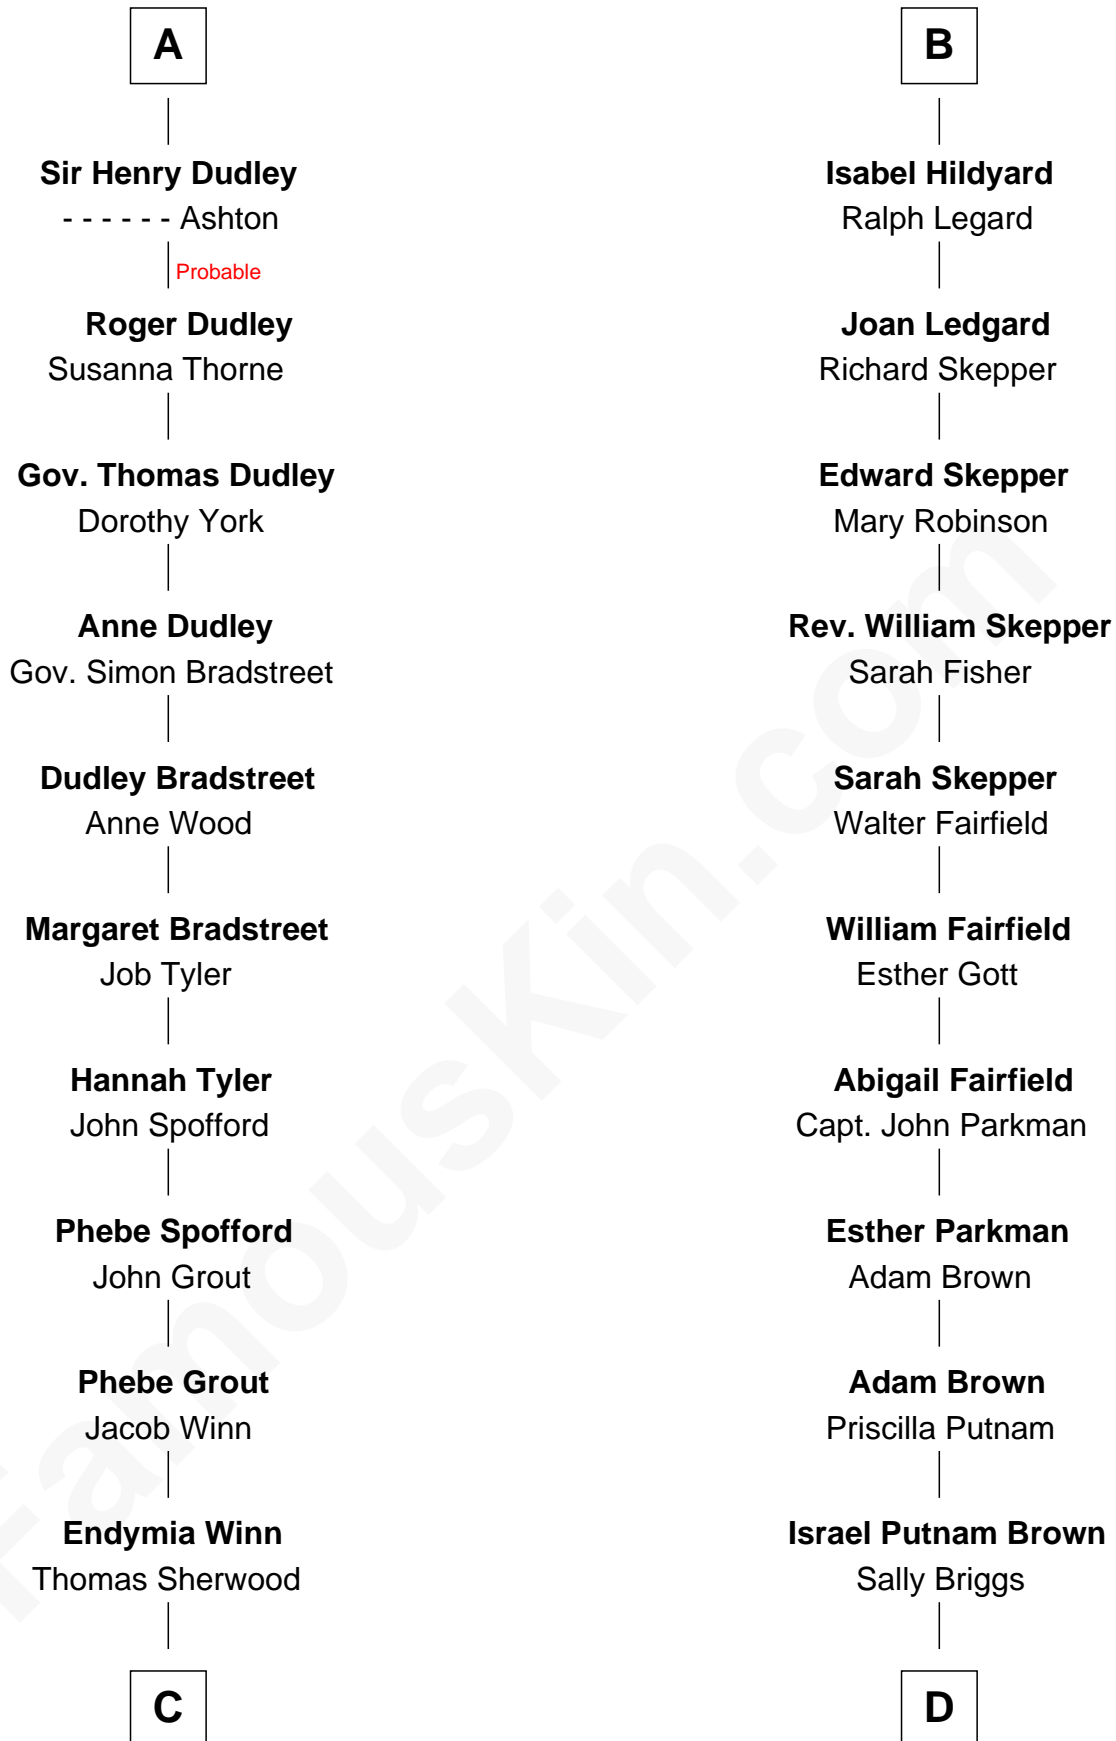 A
Sir Henry Dudley
- - - - - - Ashton
Probable
Roger Dudley
Susanna Thorne
Gov. Thomas Dudley
Dorothy York
Anne Dudley
Gov. Simon Bradstreet
Dudley Bradstreet
Anne Wood
Margaret Bradstreet
Job Tyler
Hannah Tyler
John Spofford
Phebe Spofford
John Grout
Phebe Grout
Jacob Winn
Endymia Winn
Thomas Sherwood
C
B
Isabel Hildyard
Ralph Legard
Joan Ledgard
Richard Skepper
Edward Skepper
Mary Robinson
Rev. William Skepper
Sarah Fisher
Sarah Skepper
Walter Fairfield
William Fairfield
Esther Gott
Abigail Fairfield
Capt. John Parkman
Esther Parkman
Adam Brown
Adam Brown
Priscilla Putnam
Israel Putnam Brown
Sally Briggs
D
FamousKin.com